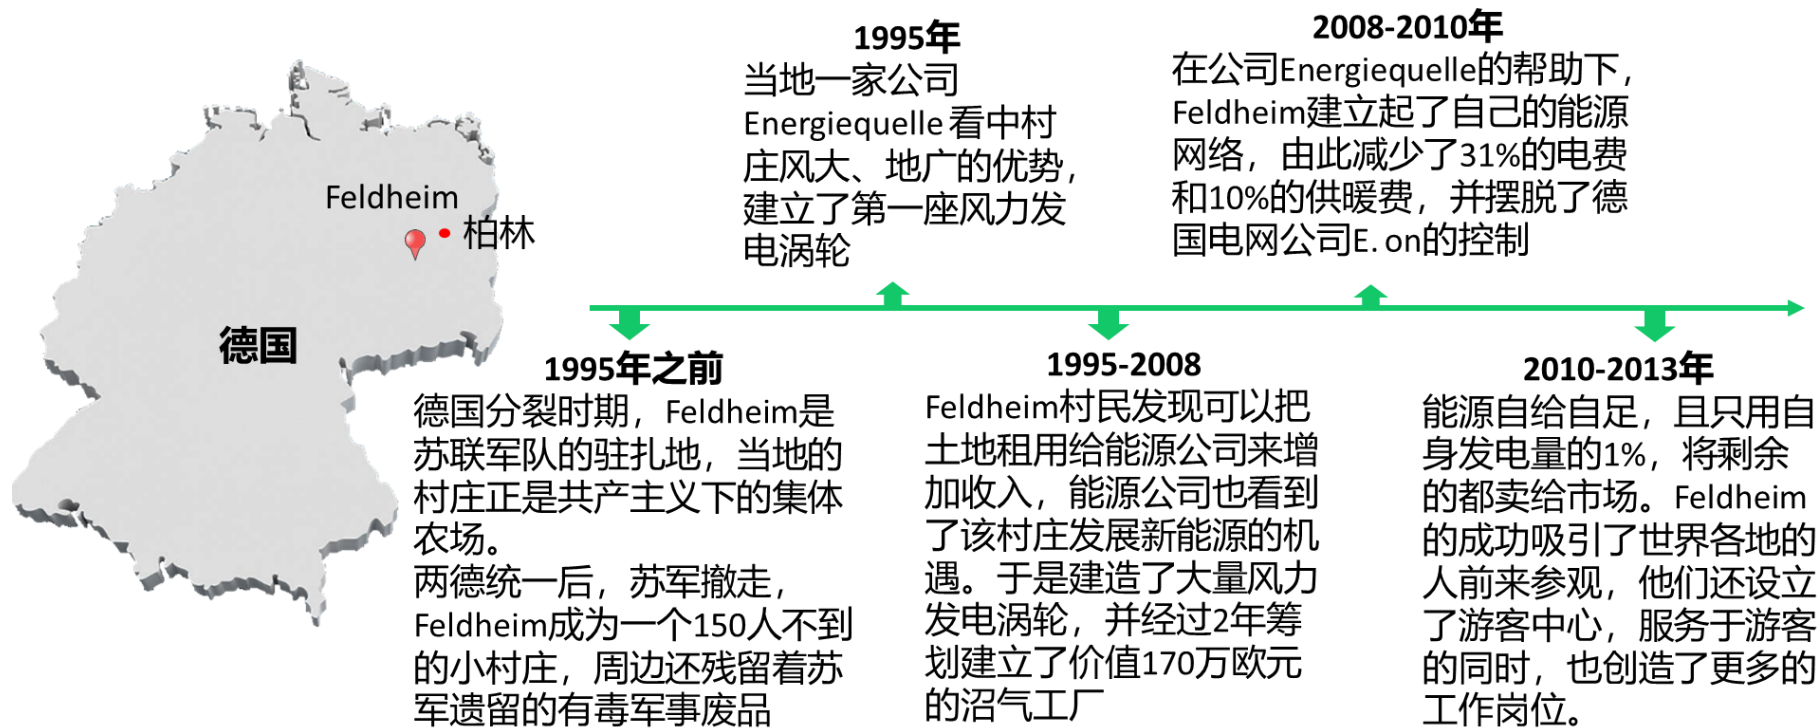 Feldheim
柏林
德国
1995年之前
德国分裂时期，Feldheim是
苏联军队的驻扎地，当地的
村庄正是共产主义下的集体
农场。
两德统一后，苏军撤走，
Feldheim成为一个150人不到
的小村庄，周边还残留着苏
军遗留的有毒军事废品
1995年
当地一家公司
Energiequelle看中村
庄风大、地广的优势，
建立了第一座风力发
电涡轮
1995-2008
Feldheim村民发现可以把
土地租用给能源公司来增
加收入，能源公司也看到
了该村庄发展新能源的机
遇。于是建造了大量风力
发电涡轮，并经过2年筹
划建立了价值170万欧元
的沼气工厂
2008-2010年
在公司Energiequelle的帮助下，
Feldheim建立起了自己的能源
网络，由此减少了31%的电费
和10%的供暖费，并摆脱了德
国电网公司E.on的控制
2010-2013年
能源自给自足，且只用自
身发电量的1%，将剩余
的都卖给市场。Feldheim
的成功吸引了世界各地的
人前来参观，他们还设立
了游客中心，服务于游客
的同时，也创造了更多的
工作岗位。